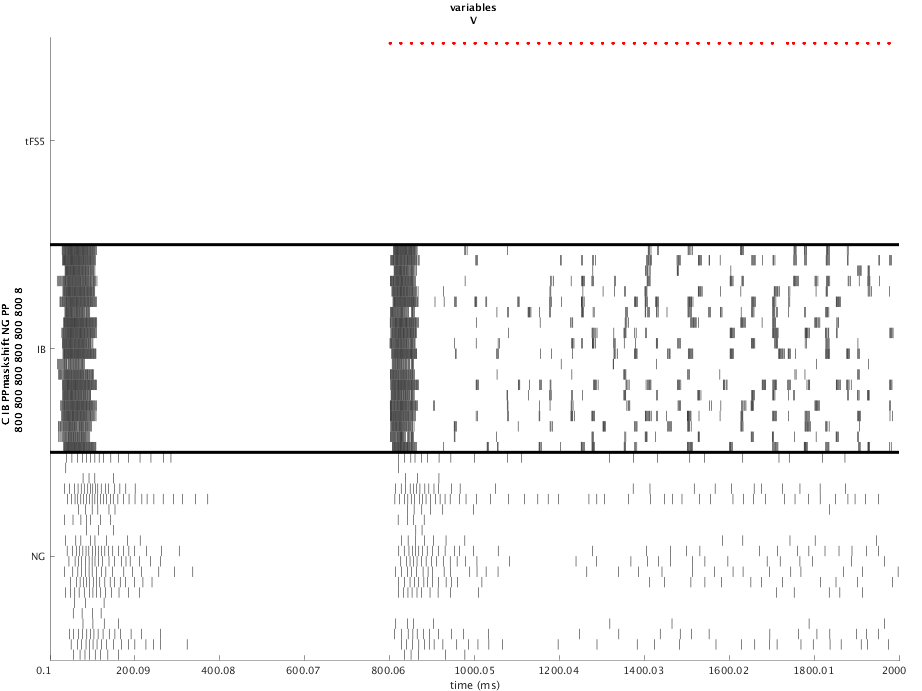 variables
V
tFS5
IB
NG
C IB PPmaskshift NG PP
800 800 800 800 800 800 8
0.1
200.09
400.08
600.07
800.06
1000.05
1200.04
1400.03
1600.02
1800.01
2000
time (ms)